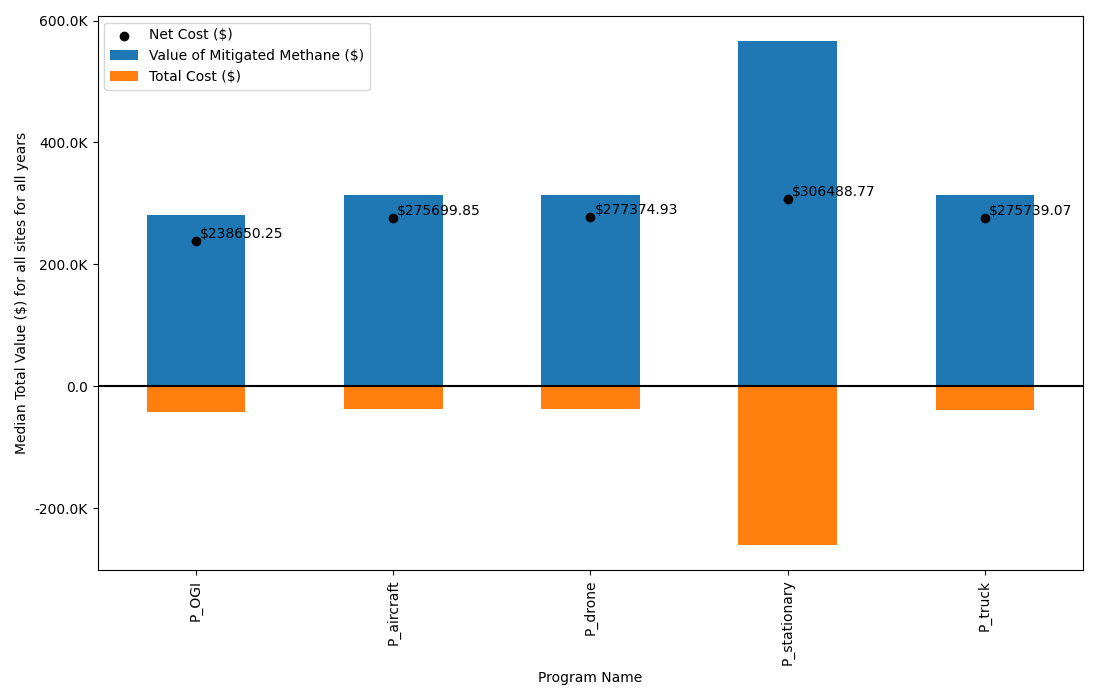 600.0K
400.0K
200.0K
0.0
-200.0K
Median Total Value ($) for all sites for all years
Net Cost ($)
Value of Mitigated Methane ($)
Total Cost ($)
$238650.25
$275699.85
$277374.93
$306488.77
$275739.07
P_OGI
P_aircraft
P_drone
P_stationary
P_truck
Program Name